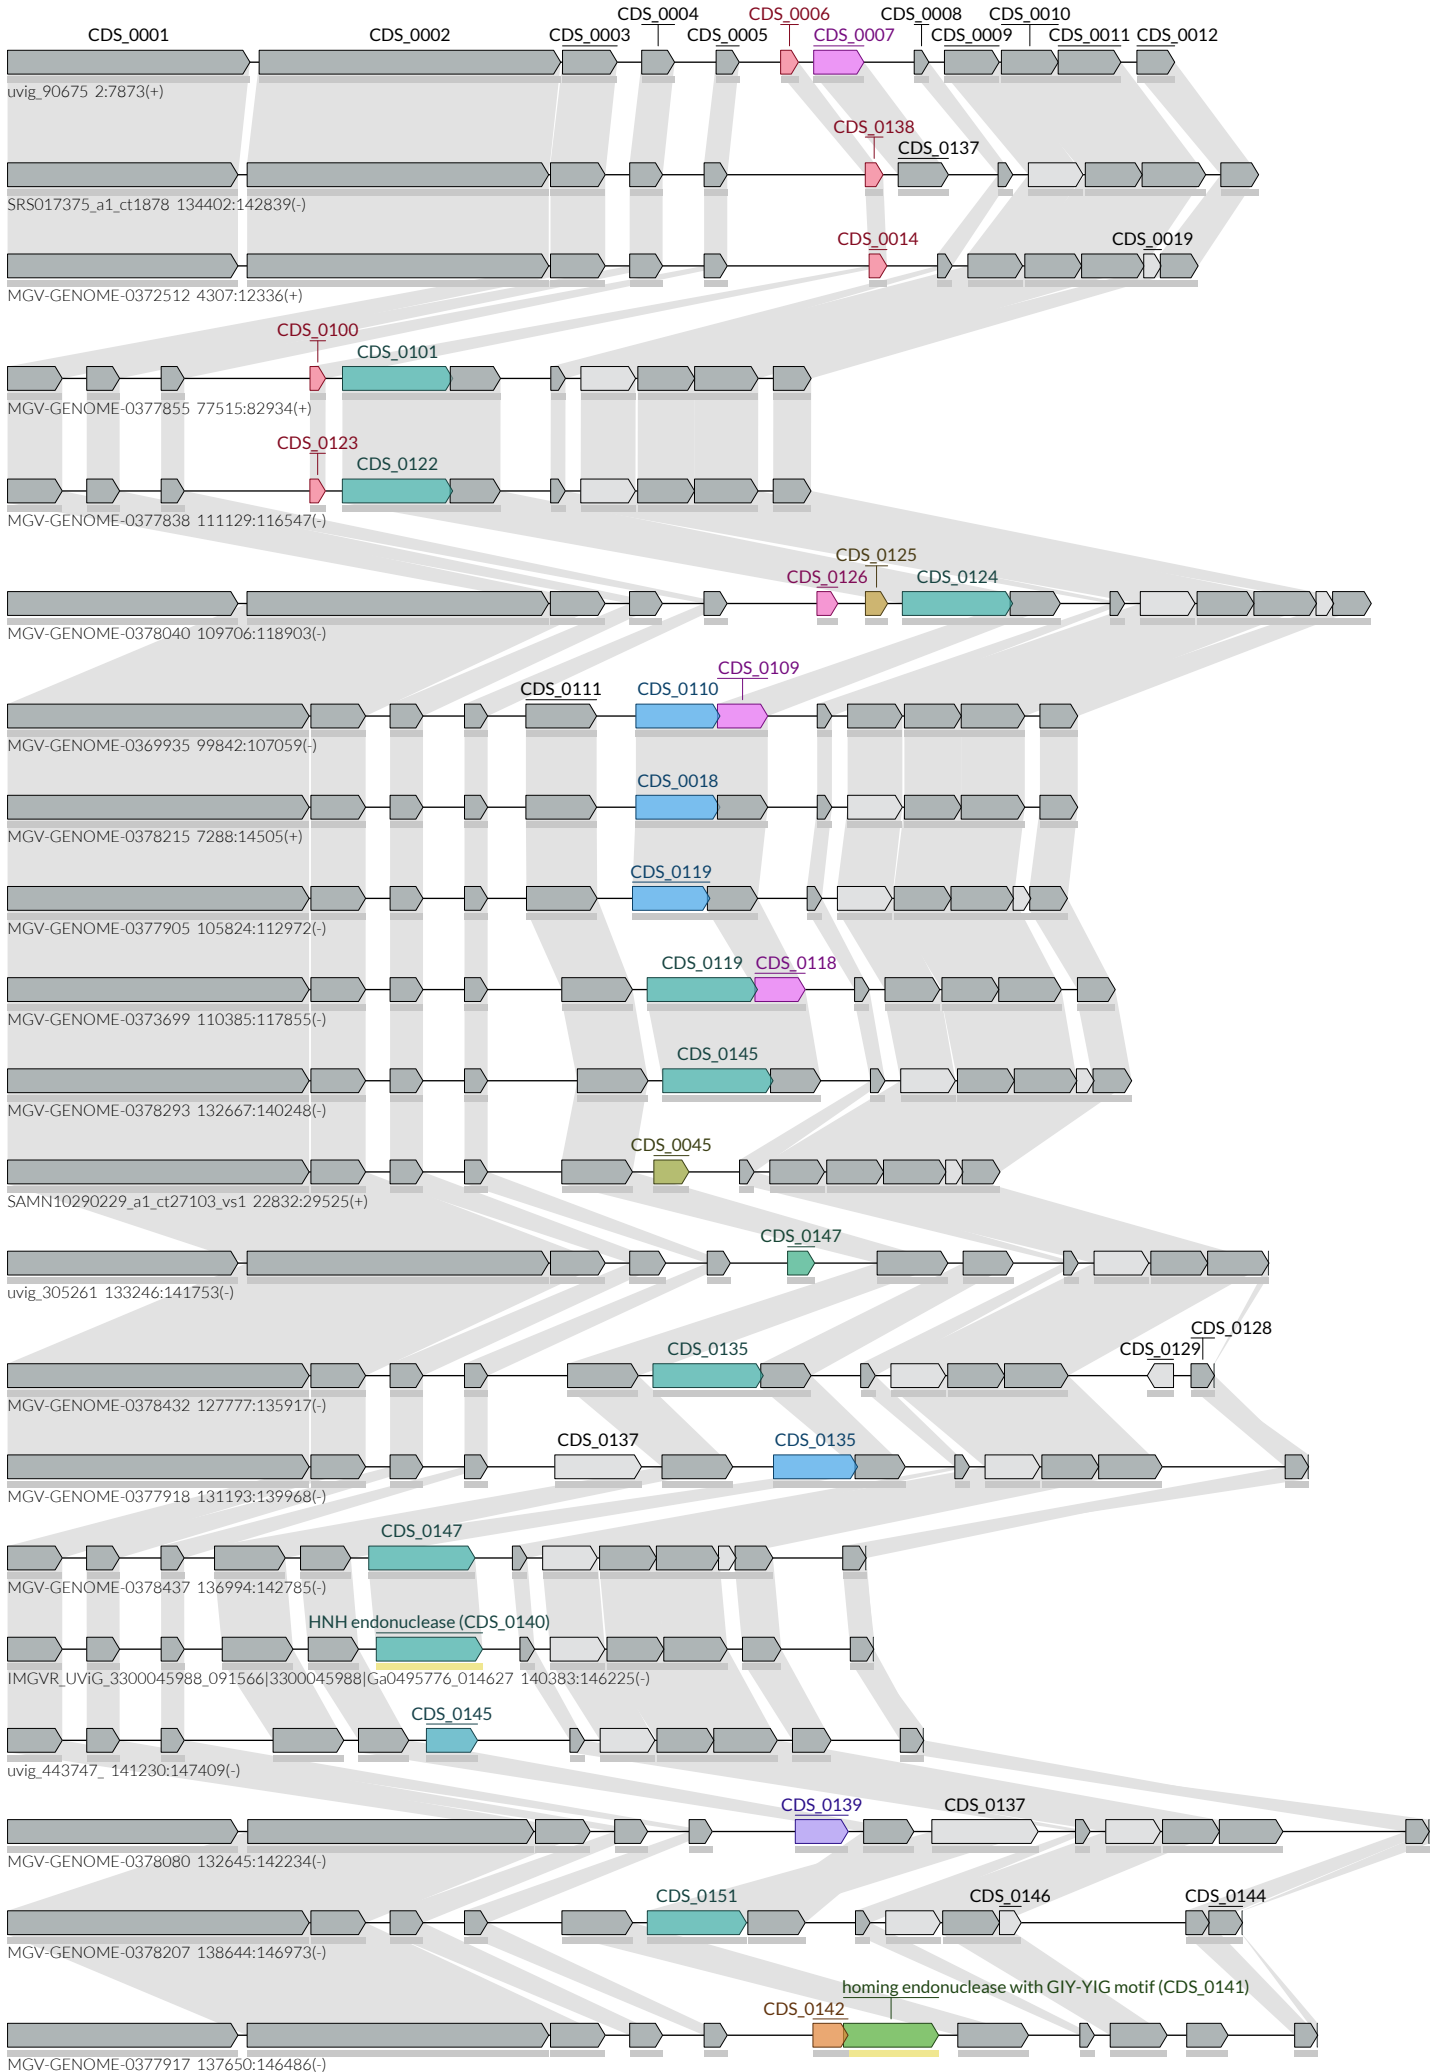 CDS_0004 CDS_0006 CDS_0008 CDS_0010
CDS_0001 CDS_0002 CDS_0003 CDS_0005 CDS_0007 CDS_0009 CDS_0011 CDS_0012
uvig_90675 2:7873(+)
CDS_0138
CDS_0137
SRS017375_a1_ct1878 134402:142839(-)
CDS_0014 CDS_0019
MGV-GENOME-0372512 4307:12336(+)
CDS_0100
CDS_0101
MGV-GENOME-0377855 77515:82934(+)
CDS_0123
CDS_0122
MGV-GENOME-0377838 111129:116547(-)
CDS_0125
CDS_0126 CDS_0124
MGV-GENOME-0378040 109706:118903(-)
CDS_0109
CDS_0111 CDS_0110
MGV-GENOME-0369935 99842:107059(-)
CDS_0018
MGV-GENOME-0378215 7288:14505(+)
CDS_0119
MGV-GENOME-0377905 105824:112972(-)
CDS_0119 CDS_0118
MGV-GENOME-0373699 110385:117855(-)
CDS_0145
MGV-GENOME-0378293 132667:140248(-)
CDS_0045
SAMN10290229_a1_ct27103_vs1 22832:29525(+)
CDS_0147
uvig_305261 133246:141753(-)
CDS_0128
CDS_0135 CDS_0129
MGV-GENOME-0378432 127777:135917(-)
CDS_0137 CDS_0135
MGV-GENOME-0377918 131193:139968(-)
CDS_0147
MGV-GENOME-0378437 136994:142785(-)
HNH endonuclease (CDS_0140)
IMGVR_UViG_3300045988_091566|3300045988|Ga0495776_014627 140383:146225(-)
CDS_0145
uvig_443747_ 141230:147409(-)
CDS_0139 CDS_0137
MGV-GENOME-0378080 132645:142234(-)
CDS_0151 CDS_0146 CDS_0144
MGV-GENOME-0378207 138644:146973(-)
homing endonuclease with GIY-YIG motif (CDS_0141)
CDS_0142
MGV-GENOME-0377917 137650:146486(-)